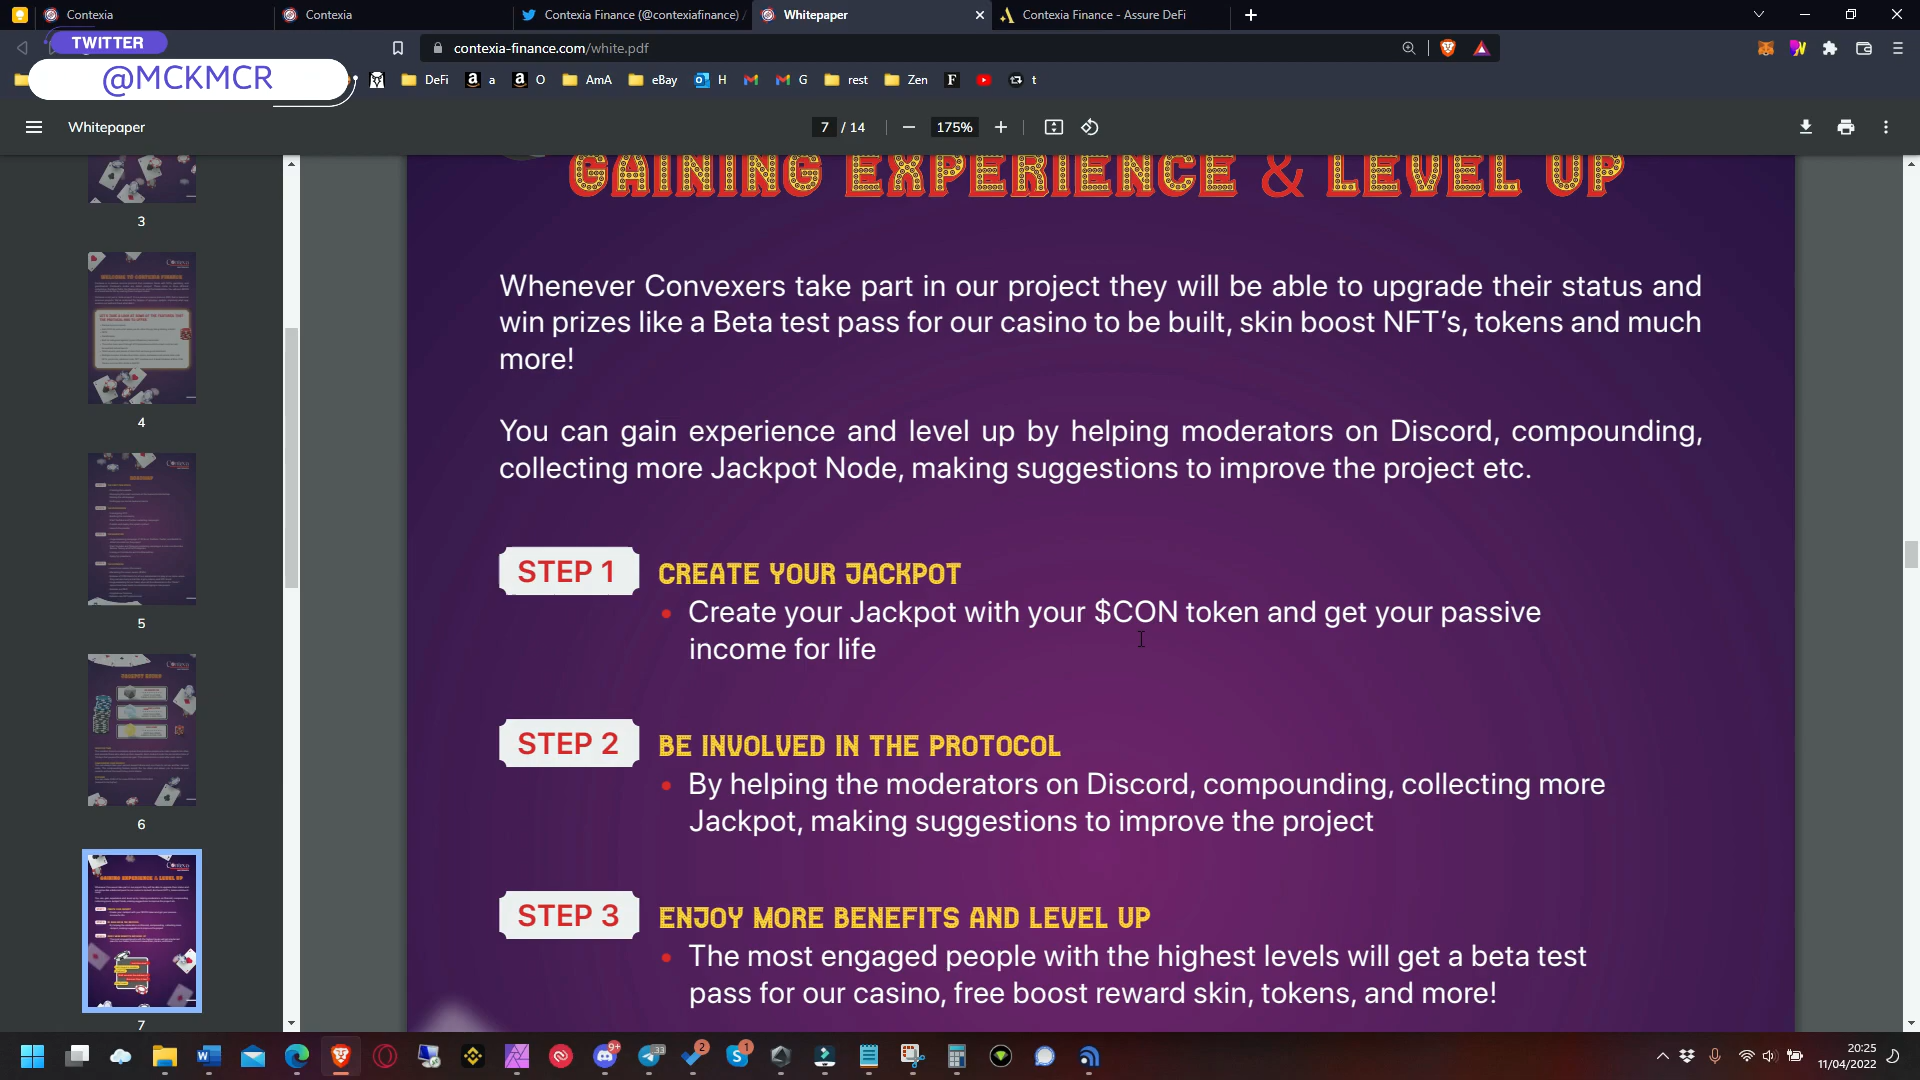 Contexia
Contexia
Contexia Finance (@contexiafinance) /
Whitepaper
Contexia Finance - Assure DeFi
TWITTER
@MCKMCR
contexia-finance.com/white.pdf
DeFi
a
O
AmA
eBay
H
G
rest
Zen
t
Whitepaper
7 / 14
175%
3
4
5
6
7
GAINING EXPERIENCE & LEVEL UP
Whenever Convexers take part in our project they will be able to upgrade their status and
win prizes like a Beta test pass for our casino to be built, skin boost NFT's, tokens and much
more!
You can gain experience and level up by helping moderators on Discord, compounding,
collecting more Jackpot Node, making suggestions to improve the project etc.
STEP 1
CREATE YOUR JACKPOT
• Create your Jackpot with your $CON token and get your passive
income for life
STEP 2
BE INVOLVED IN THE PROTOCOL
• By helping the moderators on Discord, compounding, collecting more
Jackpot, making suggestions to improve the project
STEP 3
ENJOY MORE BENEFITS AND LEVEL UP
• The most engaged people with the highest levels will get a beta test
pass for our casino, free boost reward skin, tokens, and more!
9+
33
2
1
20:25
11/04/2022